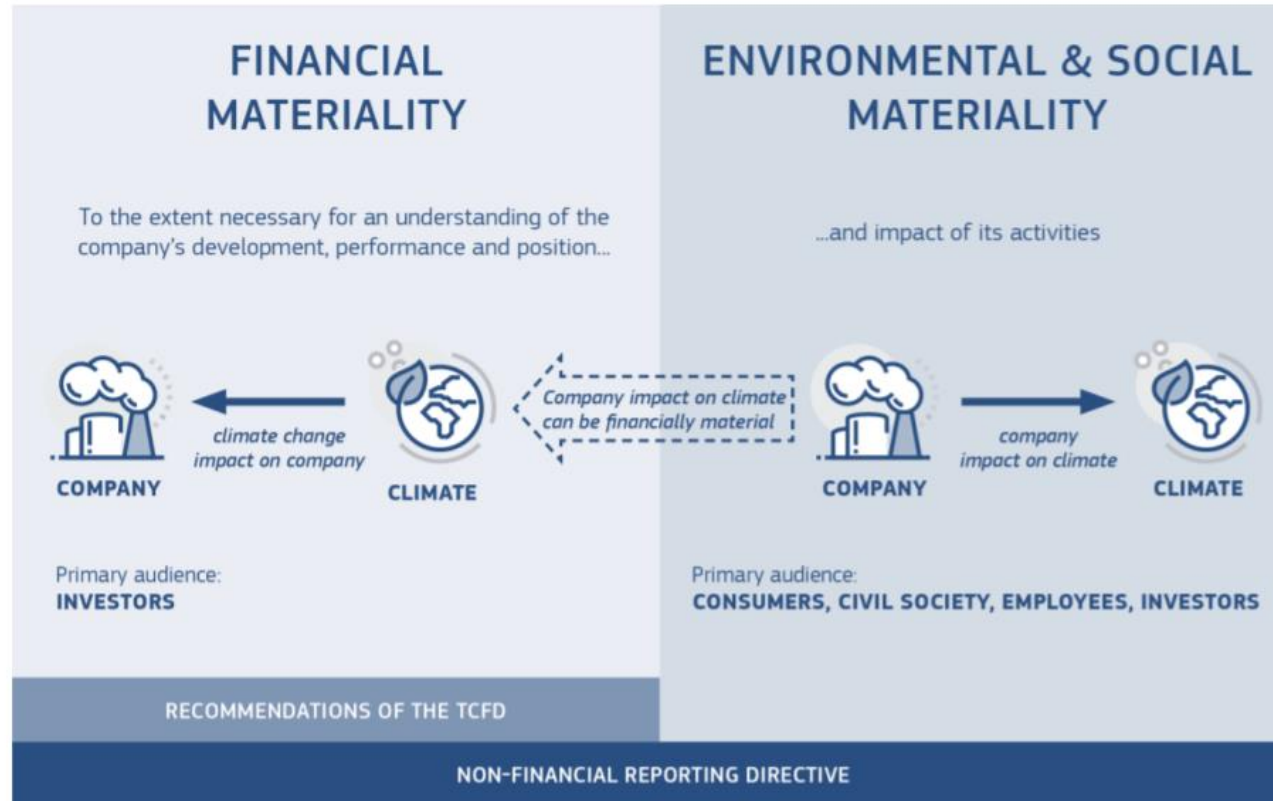 FINANCIAL
MATERIALITY
To the extent necessary for an understanding of the
company's development, performance and position...
climate change
impact on company
COMPANY
CLIMATE
Primary audience:
INVESTORS
Company impact on climate
can be financially material
ENVIRONMENTAL & SOCIAL
MATERIALITY
...and impact of its activities
company
impact on climate
COMPANY
CLIMATE
Primary audience:
CONSUMERS, CIVIL SOCIETY, EMPLOYEES, INVESTORS
RECOMMENDATIONS OF THE TCFD
NON-FINANCIAL REPORTING DIRECTIVE